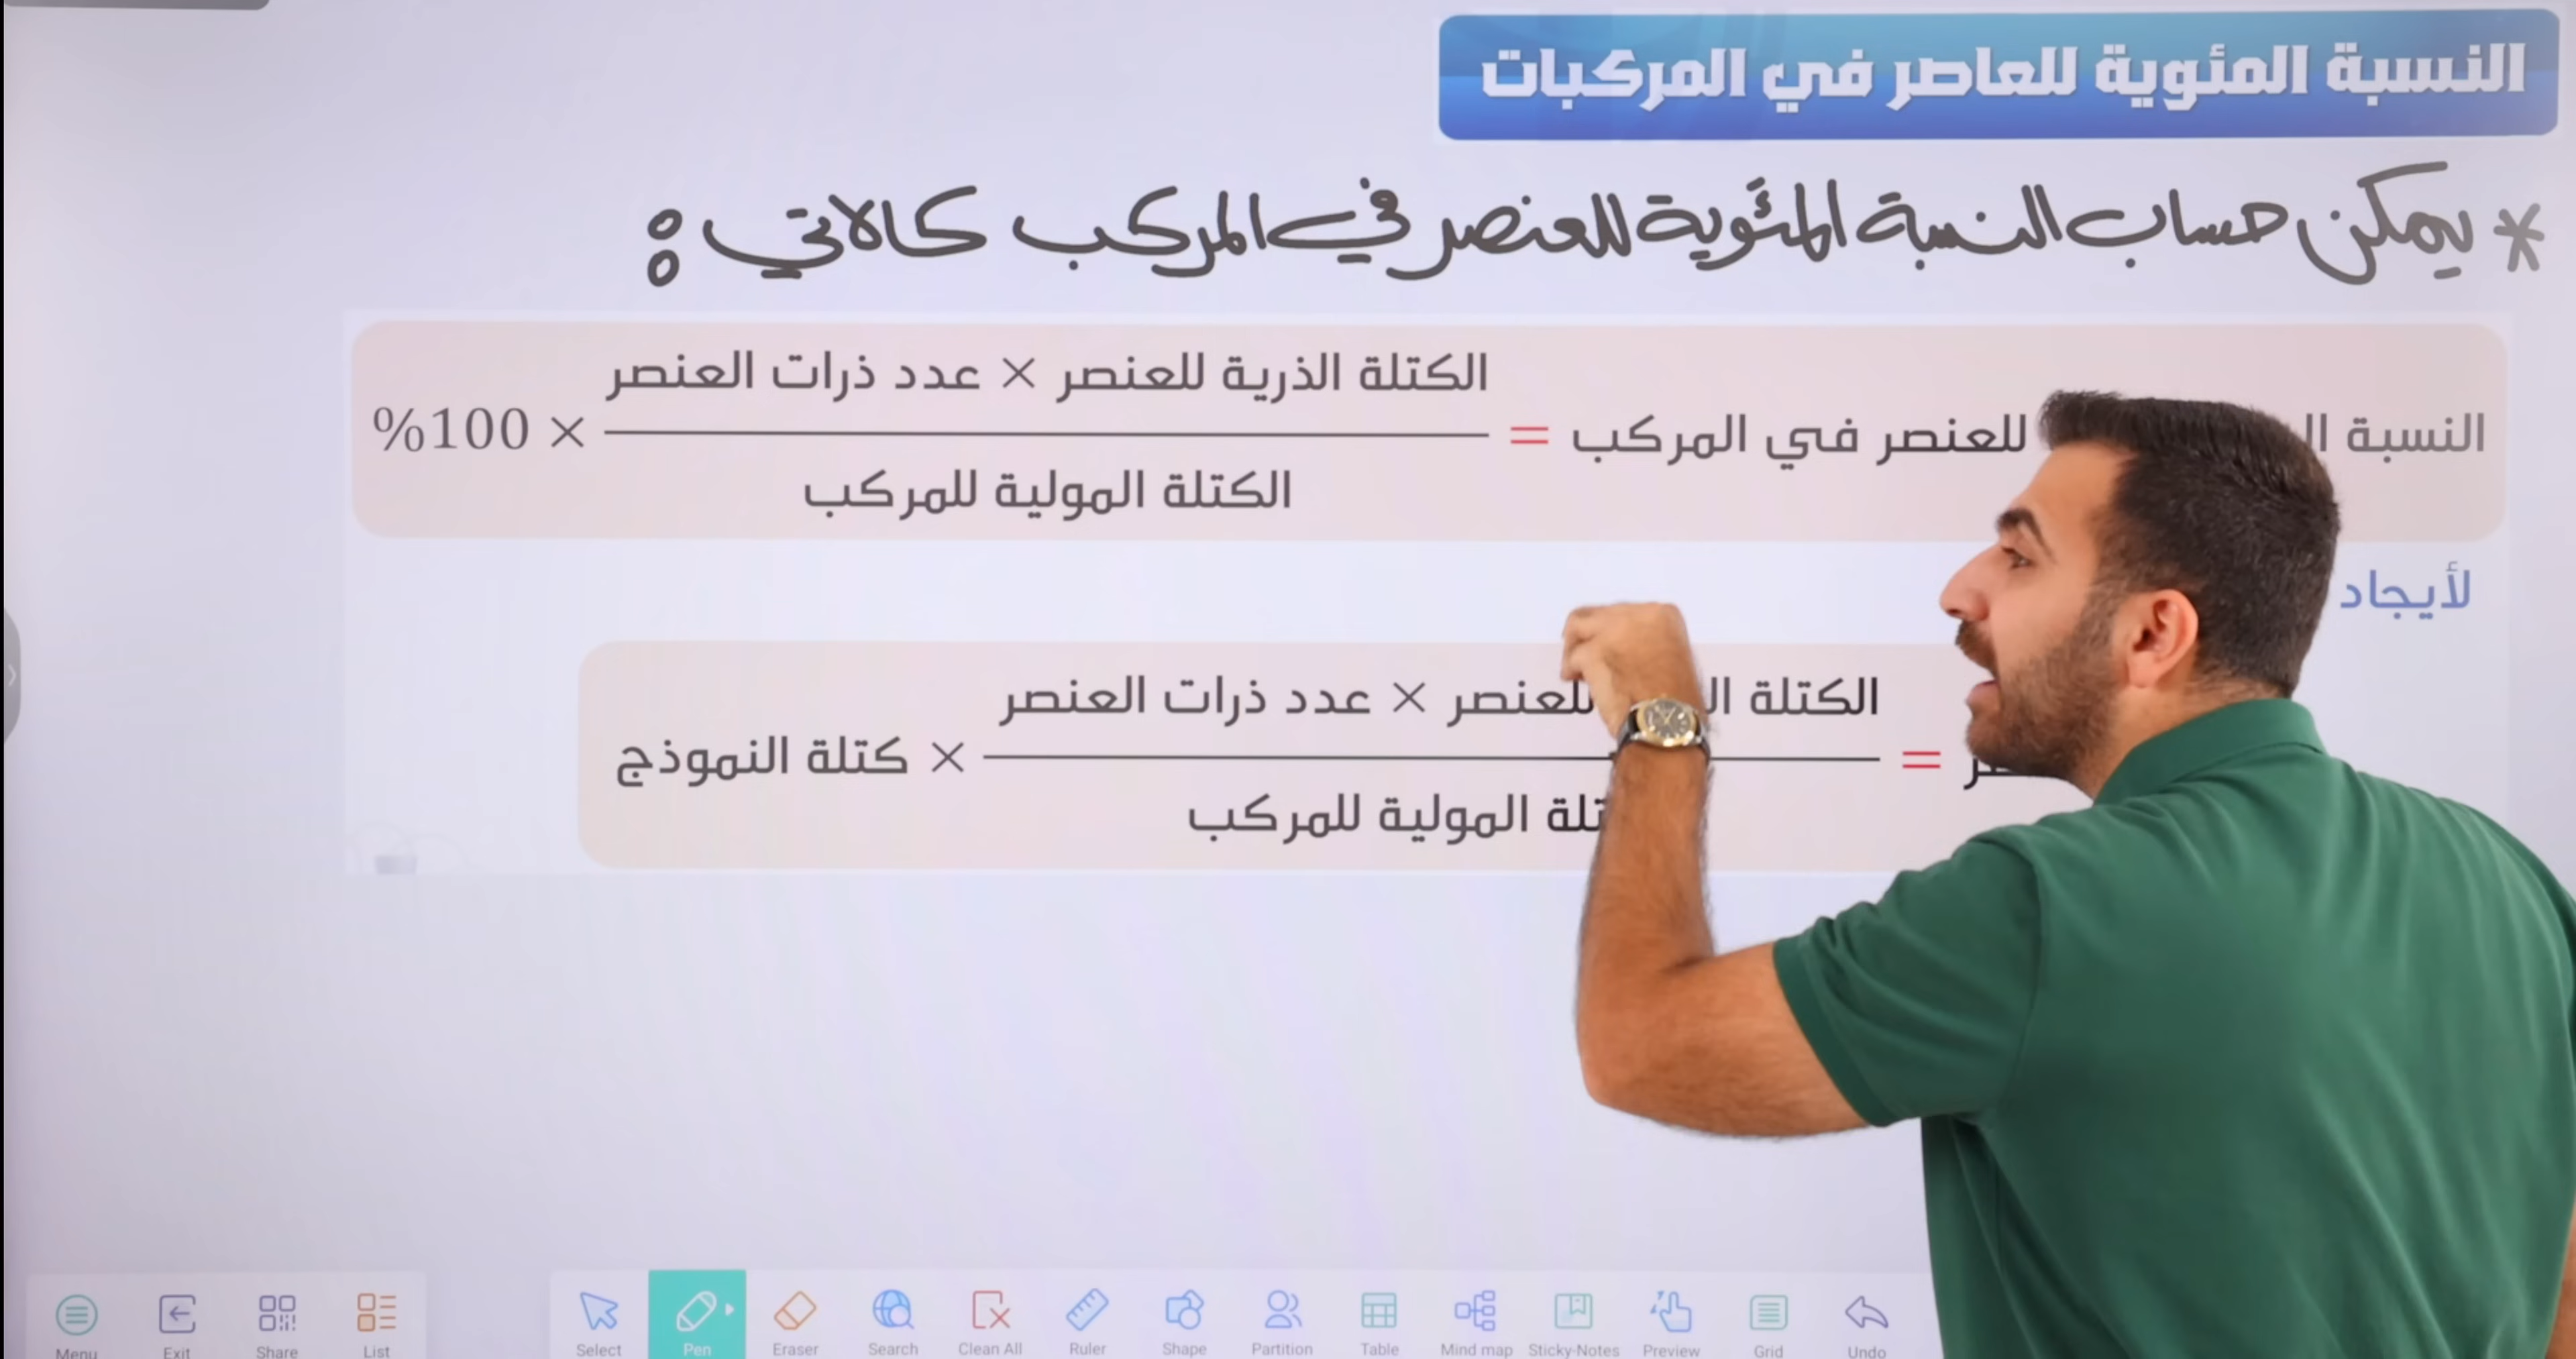 النسبة المئوية للعاصر في المركبات
* يمكن حساب النسبة المئوية للعنصر في المركب كالاتي :
النسبة للعنصر في المركب = الكتلة الذرية للعنصر × عدد ذرات العنصر
× 100%
الكتلة المولية للمركب
لأيجاد
الكتلة للعنصر × عدد ذرات العنصر
= × كتلة النموذج
المولية للمركب
Menu Exit Share List Select Pen Eraser Search Clean All Ruler Shape Partition Table Mind map Sticky-Notes Preview Grid Undo